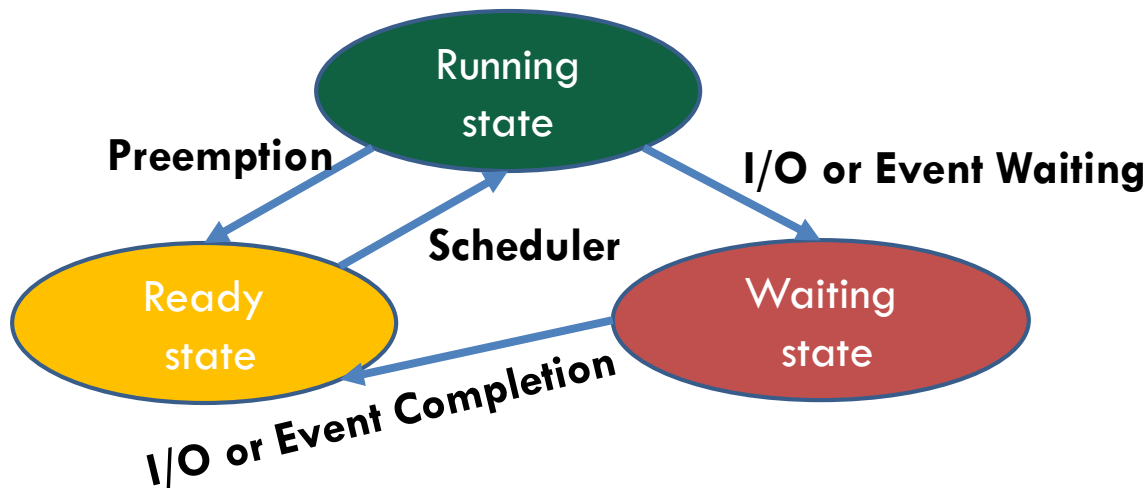 Running
state
Preemption
I/O or Event Waiting
Scheduler
Ready
state
Waiting
state
I/O or Event Completion